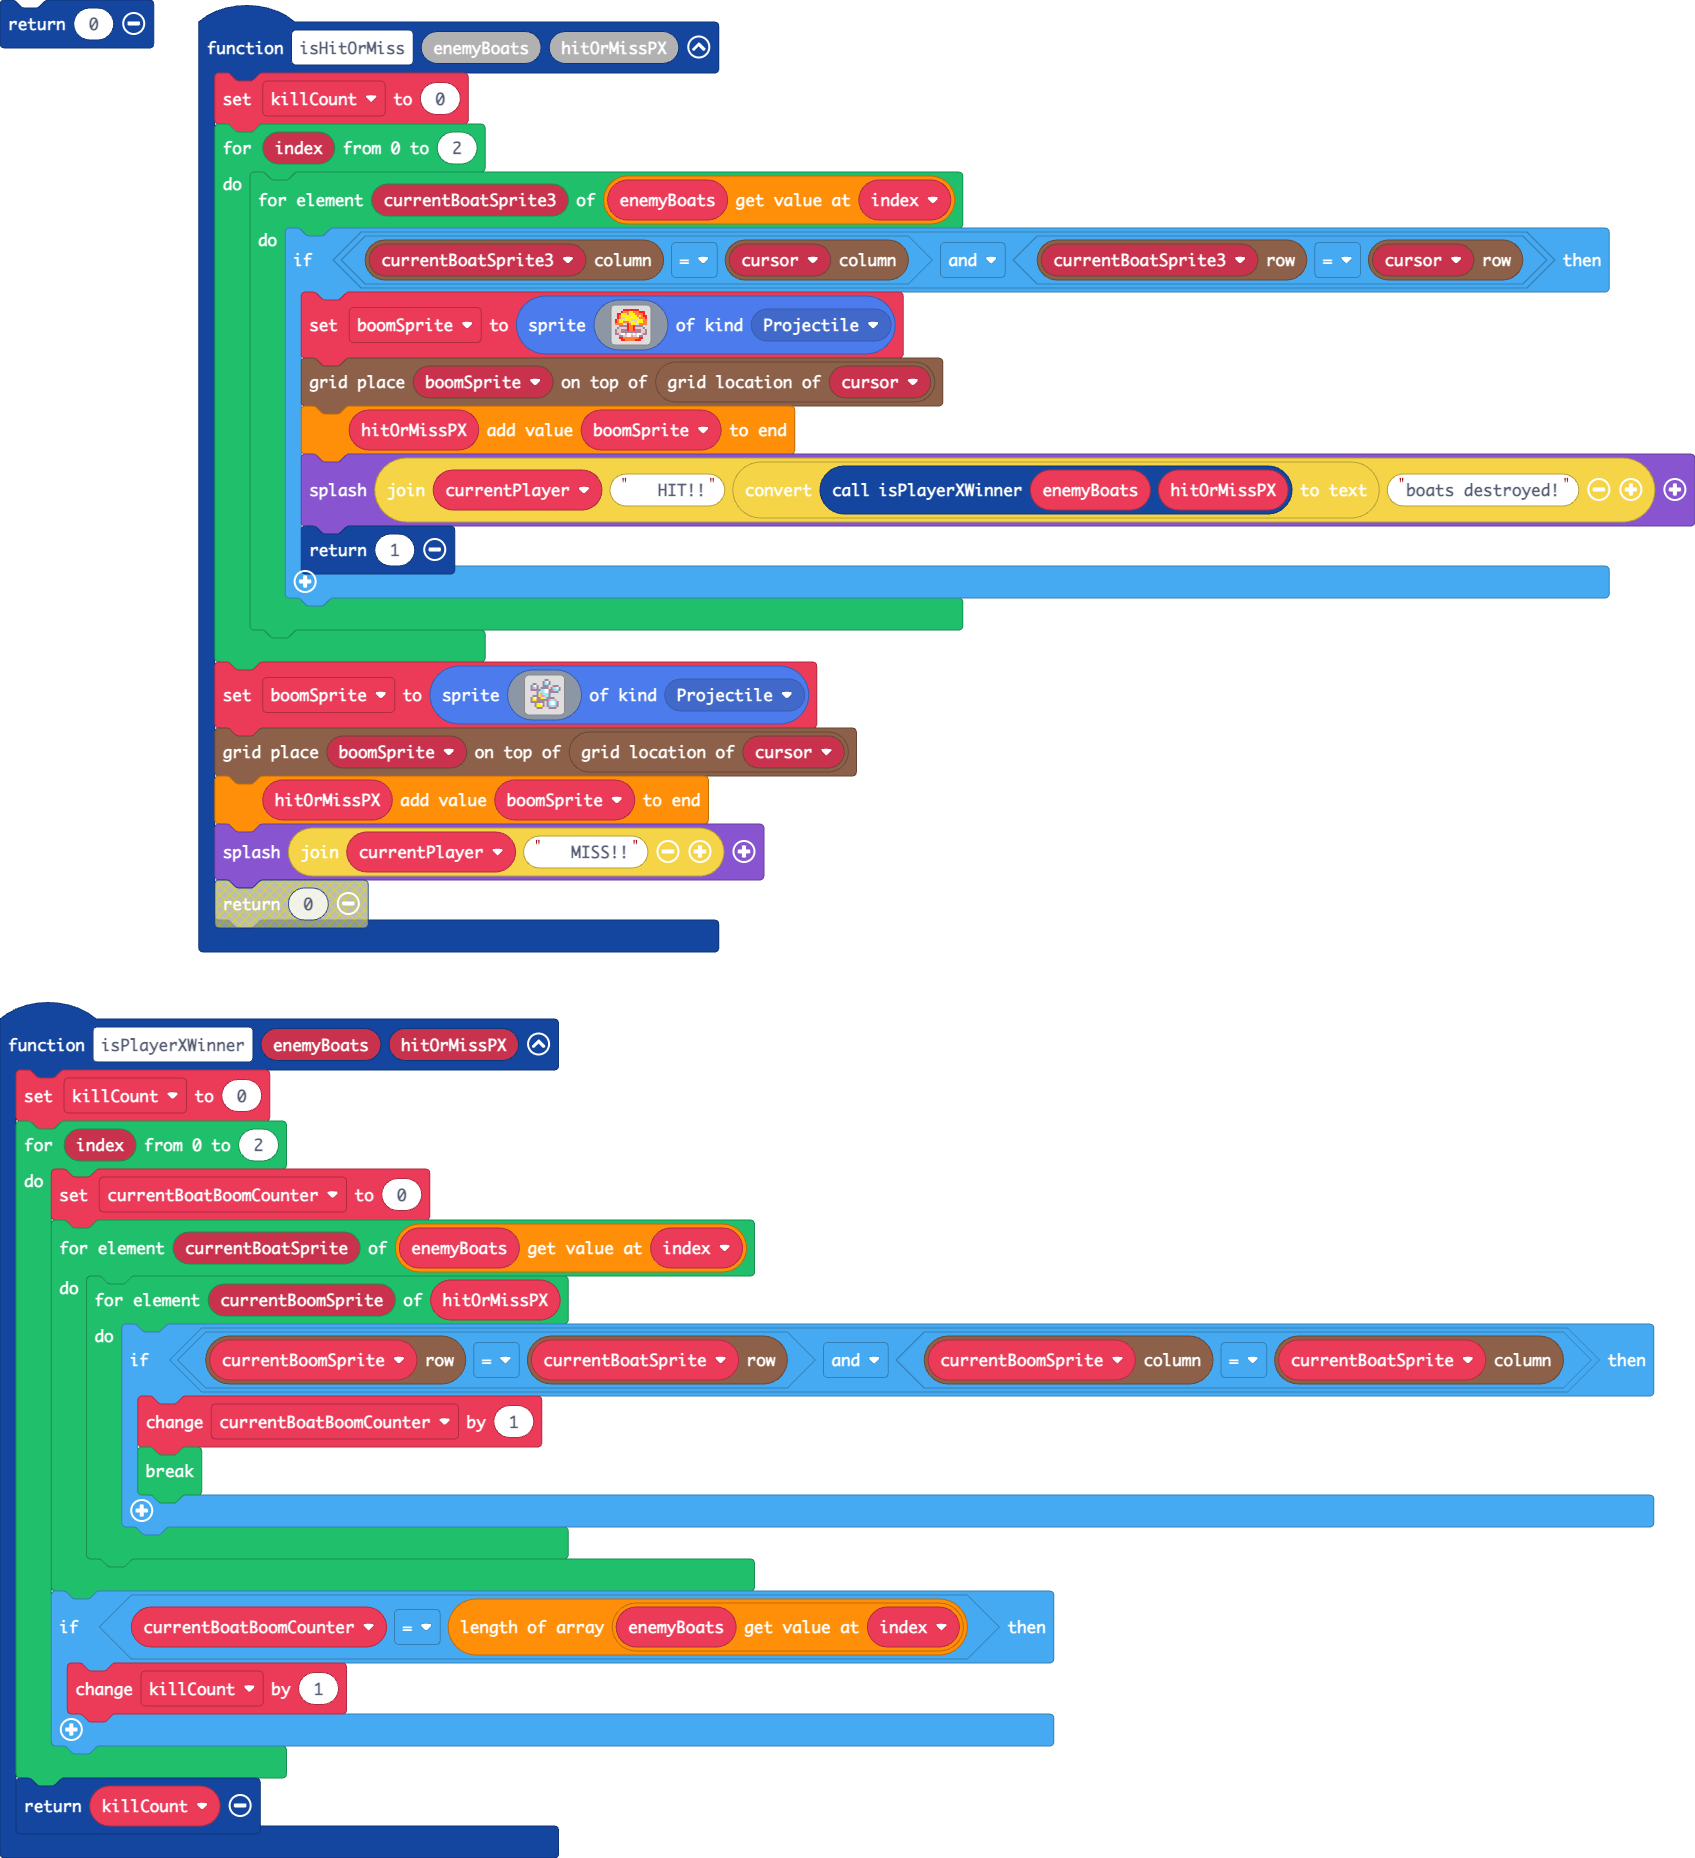 return 0
function isHitOrMiss enemyBoats hitOrMissPX
set killCount to 0
for index from 0 to 2
do
for element currentBoatSprite3 of enemyBoats get value at index
do
if currentBoatSprite3 column = cursor column and currentBoatSprite3 row = cursor row then
set boomSprite to sprite of kind Projectile
grid place boomSprite on top of grid location of cursor
hitOrMissPX add value boomSprite to end
splash join currentPlayer " HIT!!" convert call isPlayerXWinner enemyBoats hitOrMissPX to text "boats destroyed!"
return 1
set boomSprite to sprite of kind Projectile
grid place boomSprite on top of grid location of cursor
hitOrMissPX add value boomSprite to end
splash join currentPlayer " MISS!!"
return 0
function isPlayerXWinner enemyBoats hitOrMissPX
set killCount to 0
for index from 0 to 2
do
set currentBoatBoomCounter to 0
for element currentBoatSprite of enemyBoats get value at index
do
for element currentBoomSprite of hitOrMissPX
do
if currentBoomSprite row = currentBoatSprite row and currentBoomSprite column = currentBoatSprite column then
change currentBoatBoomCounter by 1
break
if currentBoatBoomCounter = length of array enemyBoats get value at index then
change killCount by 1
return killCount